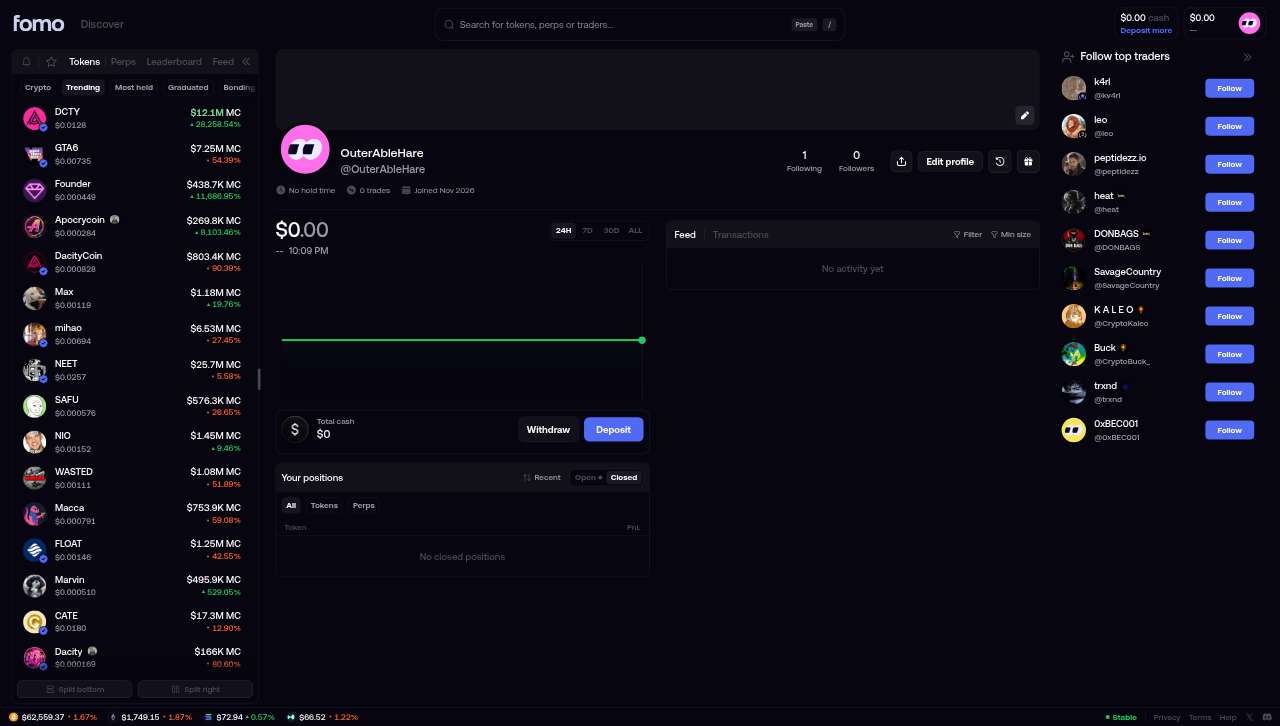 fomo
Discover
Search for tokens, perps or traders...
Paste
/
$0.00 cash
Deposit more
$0.00
—
Tokens
Perps
Leaderboard
Feed
Crypto
Trending
Most held
Graduated
Bonding
DCTY
$0.0128
$12.1M MC
28,258.54%
GTA6
$0.00735
$7.25M MC
54.39%
Founder
$0.000449
$438.7K MC
11,686.95%
Apocrycoin
$0.000284
$269.8K MC
8,103.46%
DacityCoin
$0.000828
$803.4K MC
90.39%
Max
$0.00119
$1.18M MC
19.76%
mihao
$0.00694
$6.53M MC
27.45%
NEET
$0.0257
$25.7M MC
5.58%
SAFU
$0.000576
$576.3K MC
26.65%
NIO
$0.00152
$1.45M MC
9.46%
WASTED
$0.00111
$1.08M MC
51.89%
Macca
$0.000791
$753.9K MC
59.08%
FLOAT
$0.00146
$1.25M MC
42.55%
Marvin
$0.000510
$495.9K MC
529.05%
CATE
$0.0180
$17.3M MC
12.90%
Dacity
$0.000169
$166K MC
60.60%
Split bottom
Split right
OuterAbleHare
@OuterAbleHare
No hold time
0 trades
Joined Nov 2026
1
Following
0
Followers
Edit profile
$0.00
-- 10:09 PM
24H
7D
30D
ALL
$
Total cash
$0
Withdraw
Deposit
Your positions
Recent
Open
Closed
All
Tokens
Perps
Token
PnL
No closed positions
Feed
Transactions
Filter
Min size
No activity yet
Follow top traders
k4rl
@kv4rl
Follow
leo
@leo
Follow
peptidezz.io
@peptidezz
Follow
heat
@heat
Follow
DONBAGS
@DONBAGS
Follow
SavageCountry
@SavageCountry
Follow
K A L E O
@CryptoKaleo
Follow
Buck
@CryptoBuck_
Follow
trxnd
@trxnd
Follow
0xBEC001
@0xBEC001
Follow
$62,559.37 1.67%
$1,749.15 1.87%
$72.94 0.57%
$66.52 1.22%
Stable
Privacy
Terms
Help